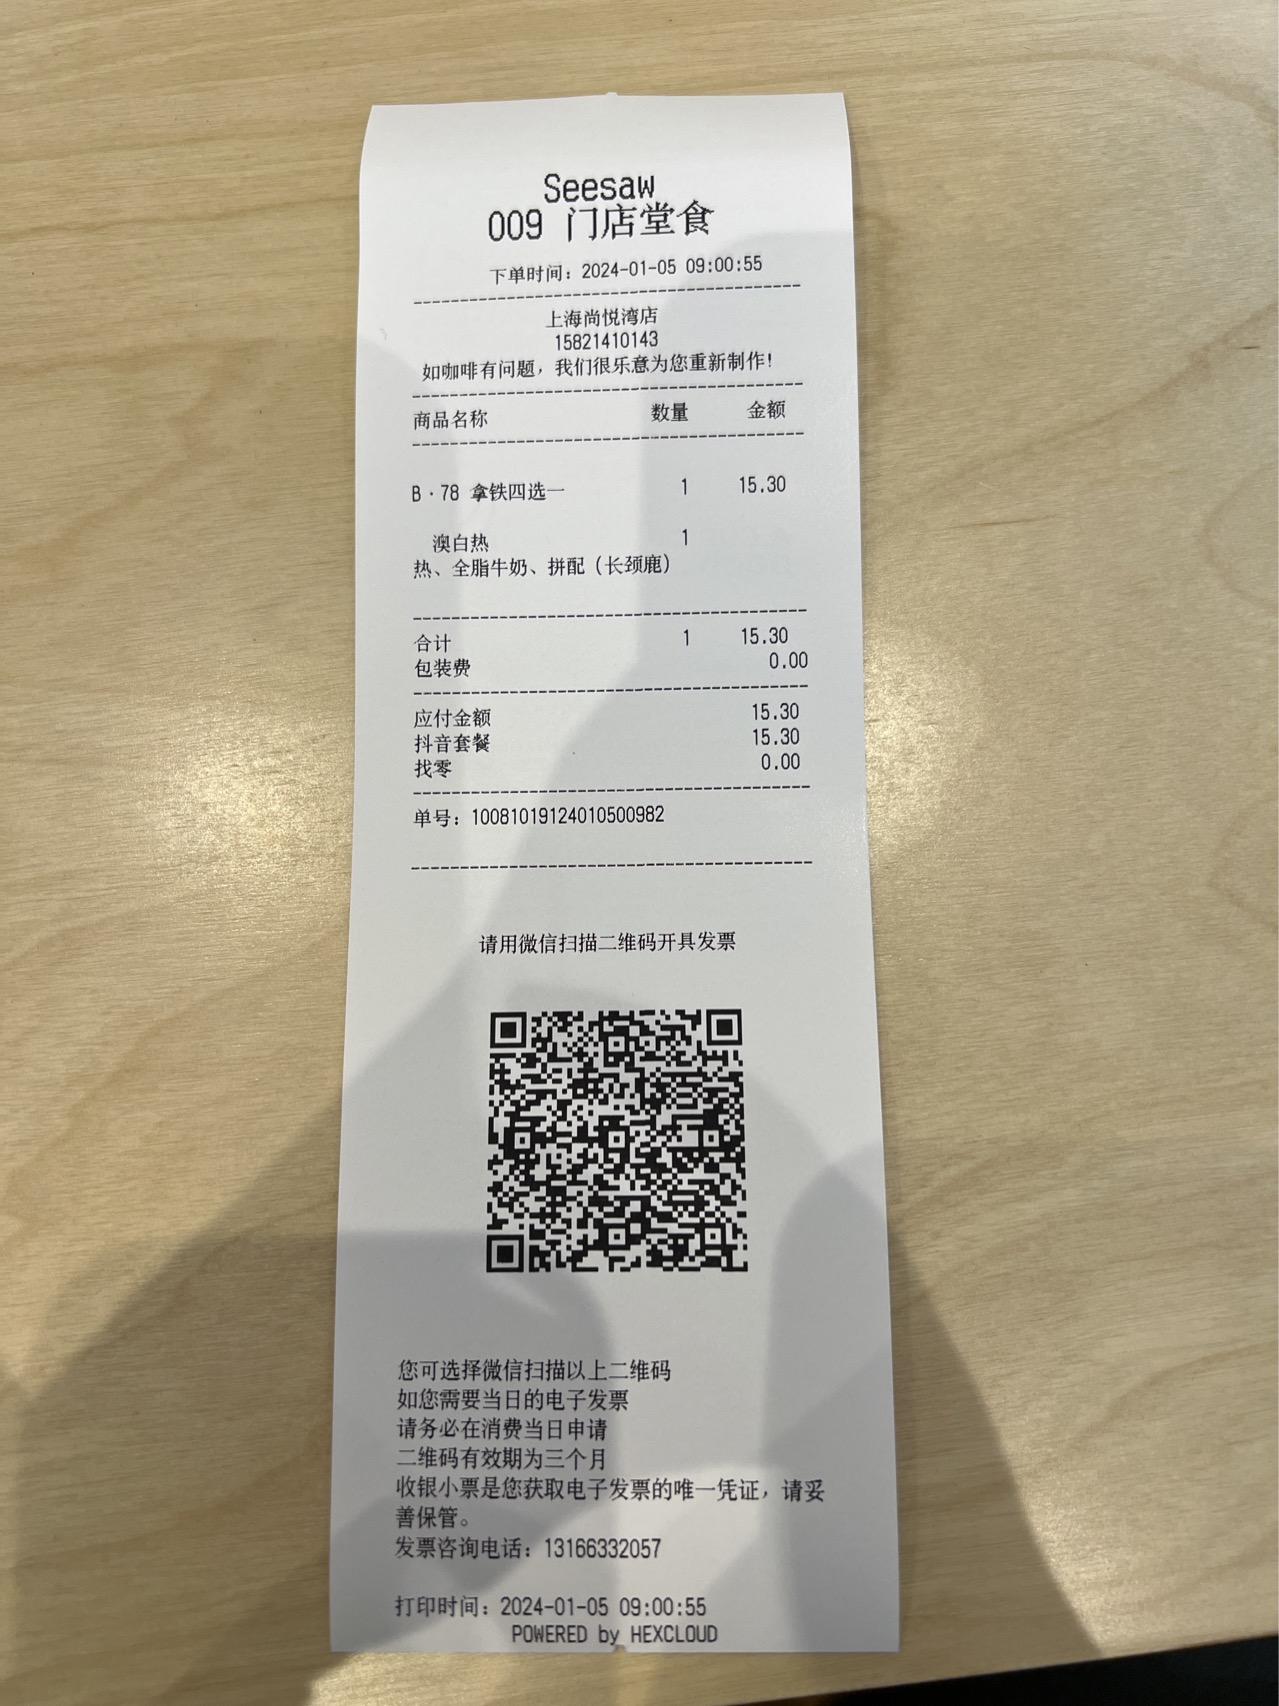 Seesaw
009 门店堂食
下单时间：2024-01-05 09:00:55
上海尚悦湾店
15821410143
如咖啡有问题，我们很乐意为您重新制作！
商品名称 数量 金额
B·78 拿铁四选一 1 15.30
澳白热 1
热、全脂牛奶、拼配（长颈鹿）
合计 1 15.30
包装费 0.00
应付金额 15.30
抖音套餐 15.30
找零 0.00
单号：10081019124010500982
请用微信扫描二维码开具发票
您可选择微信扫描以上二维码
如您需要当日的电子发票
请务必在消费当日申请
二维码有效期为三个月
收银小票是您获取电子发票的唯一凭证，请妥
善保管。
发票咨询电话：13166332057
打印时间：2024-01-05 09:00:55
POWERED by HEXCLOUD